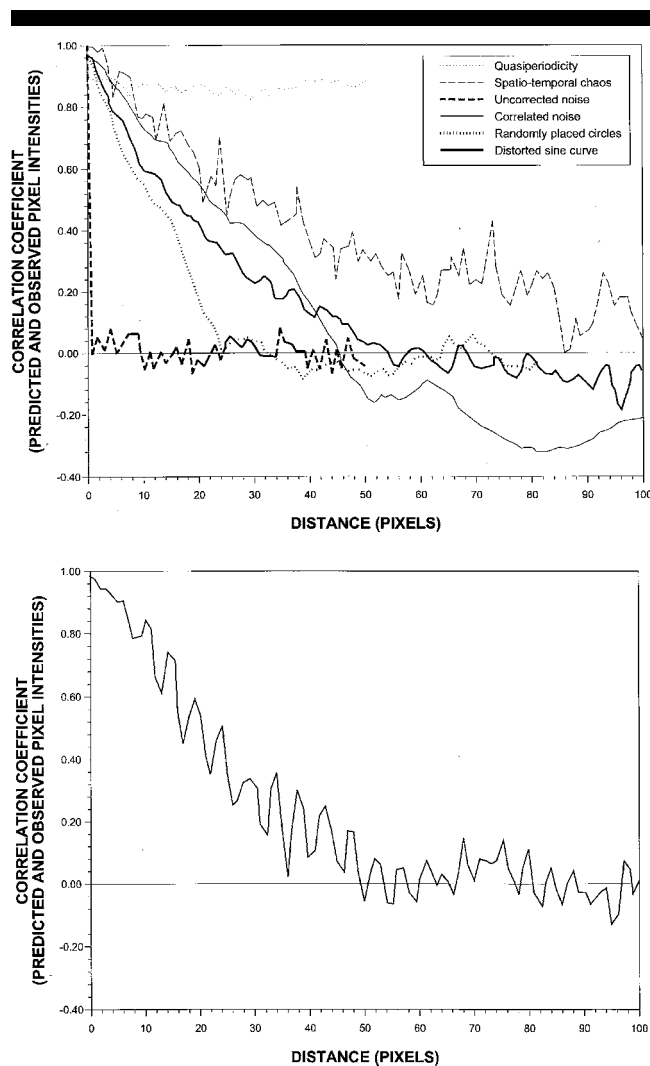 1.00
0.80
0.60
0.40
0.20
0.00
-0.20
-0.40
CORRELATION COEFFICIENT
(PREDICTED AND OBSERVED PIXEL INTENSITIES)
Quasiperiodicity
Spatio-temporal chaos
Uncorrected noise
Correlated noise
Randomly placed circles
Distorted sine curve
0 10 20 30 40 50 60 70 80 90 100
DISTANCE (PIXELS)
1.00
0.80
0.60
0.40
0.20
0.00
-0.20
-0.40
CORRELATION COEFFICIENT
(PREDICTED AND OBSERVED PIXEL INTENSITIES)
0 10 20 30 40 50 60 70 80 90 100
DISTANCE (PIXELS)